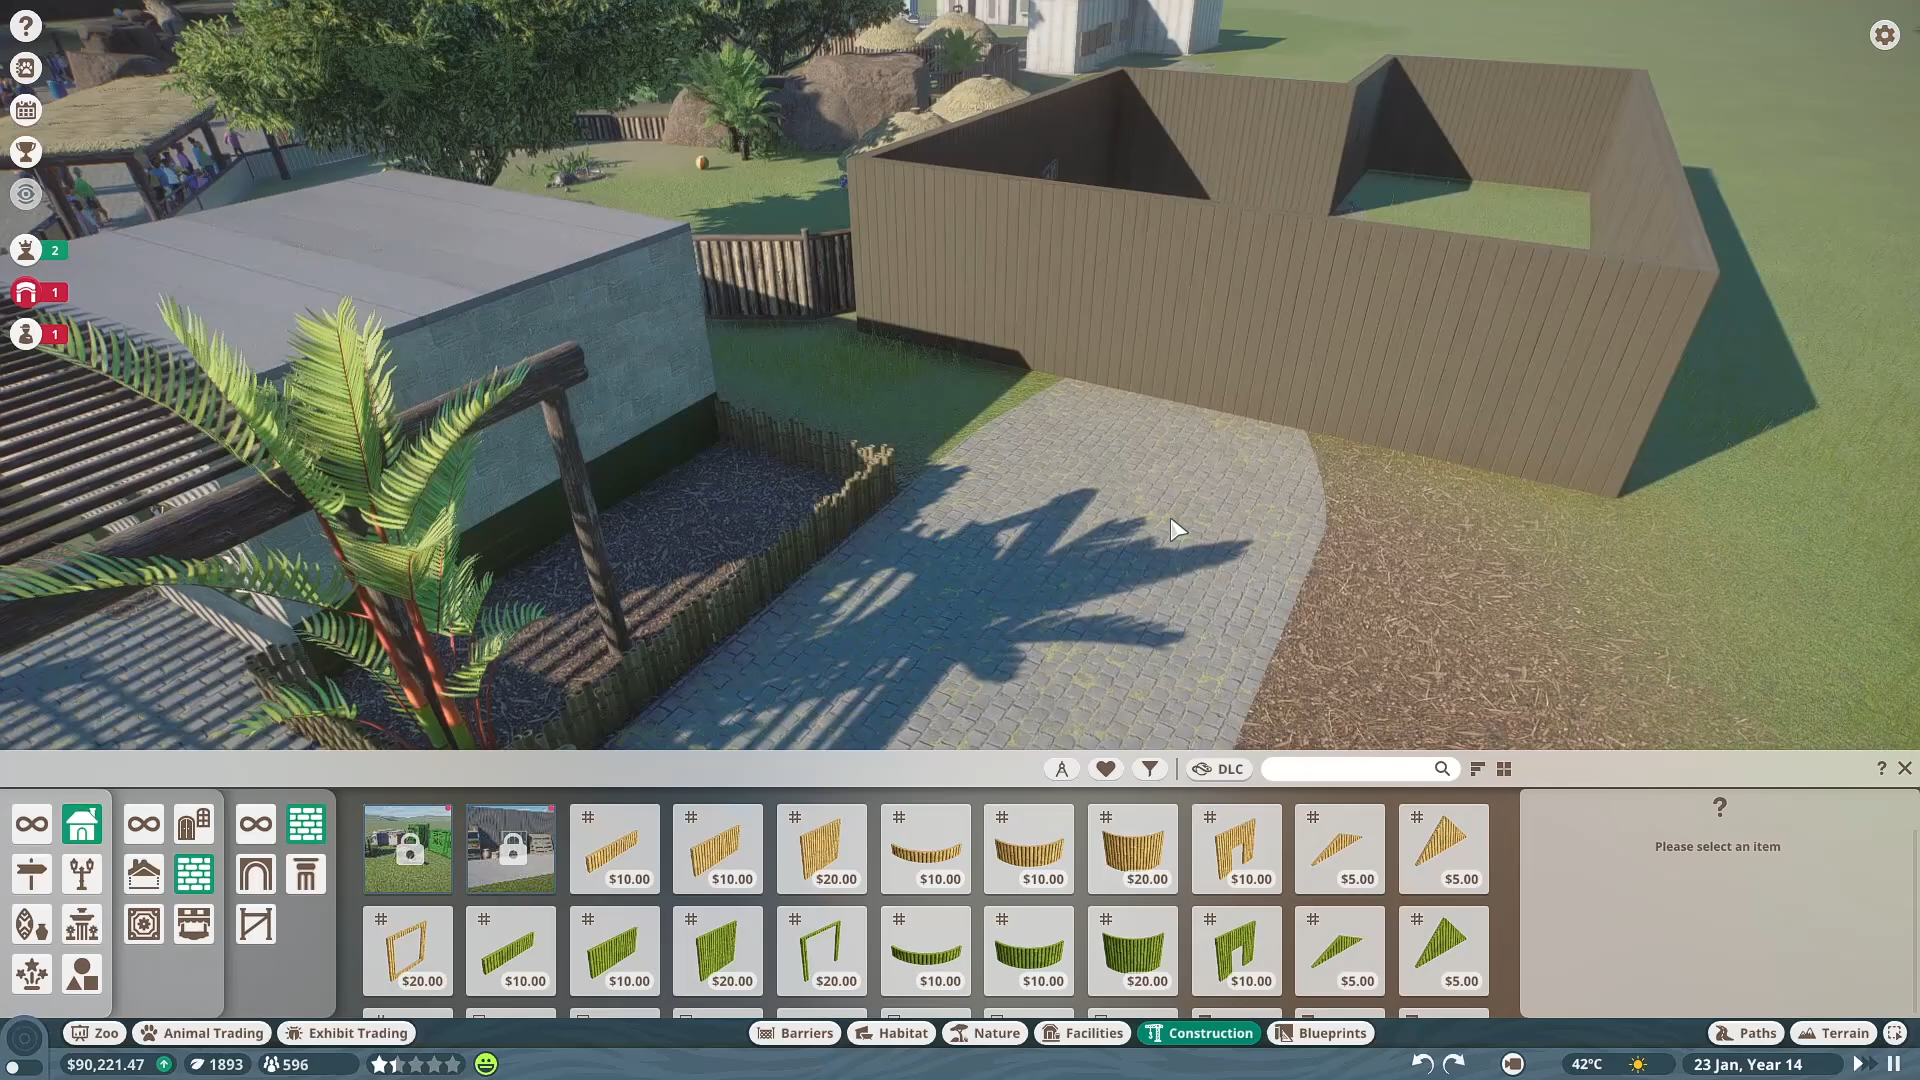 ?
2
1
1
DLC
? ×
?
Please select an item
$10.00
$10.00
$20.00
$10.00
$10.00
$20.00
$10.00
$5.00
$5.00
$20.00
$10.00
$10.00
$20.00
$20.00
$10.00
$10.00
$20.00
$10.00
$5.00
$5.00
Zoo
Animal Trading
Exhibit Trading
Barriers
Habitat
Nature
Facilities
Construction
Blueprints
Paths
Terrain
$90,221.47
1893
596
42°C
23 Jan, Year 14